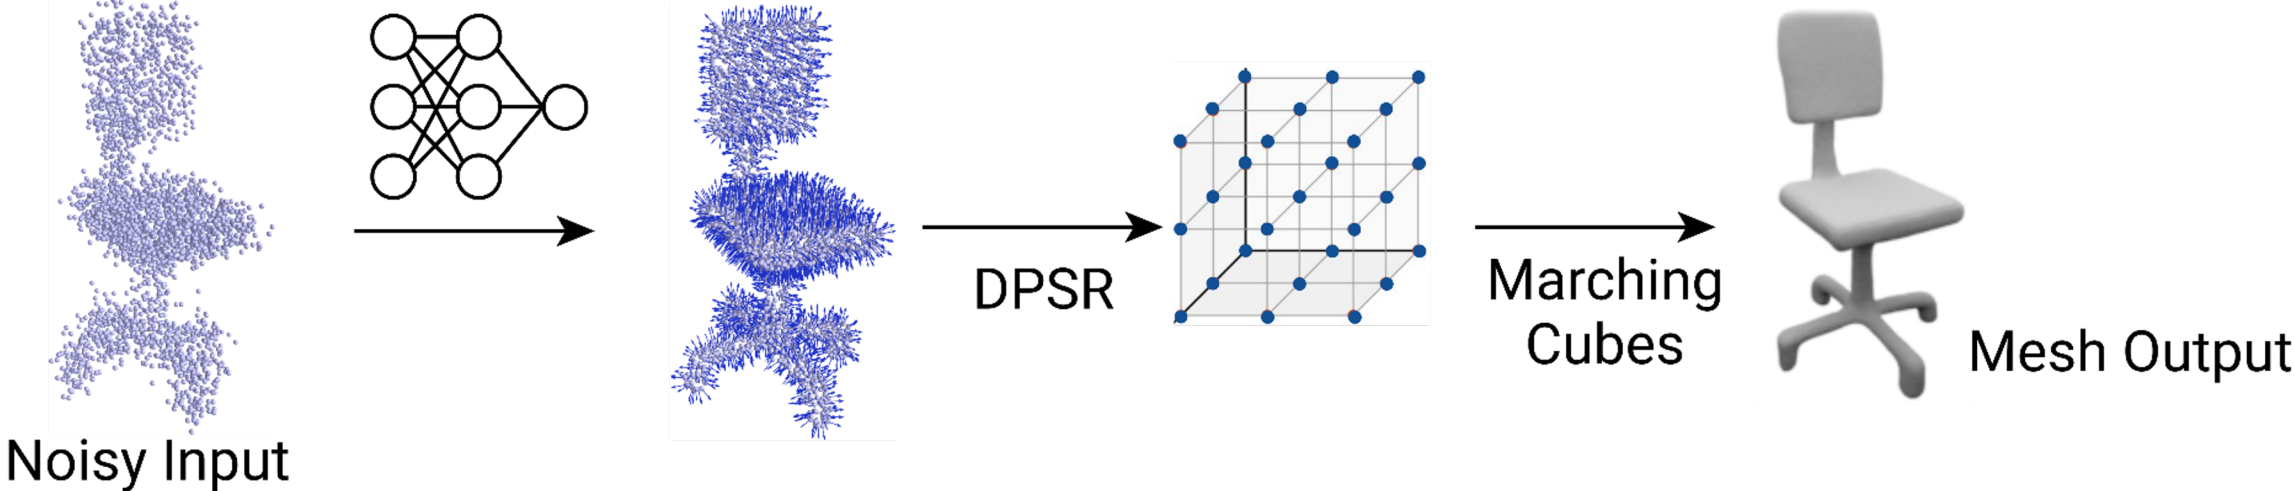 Noisy Input
DPSR
Marching
Cubes
Mesh Output